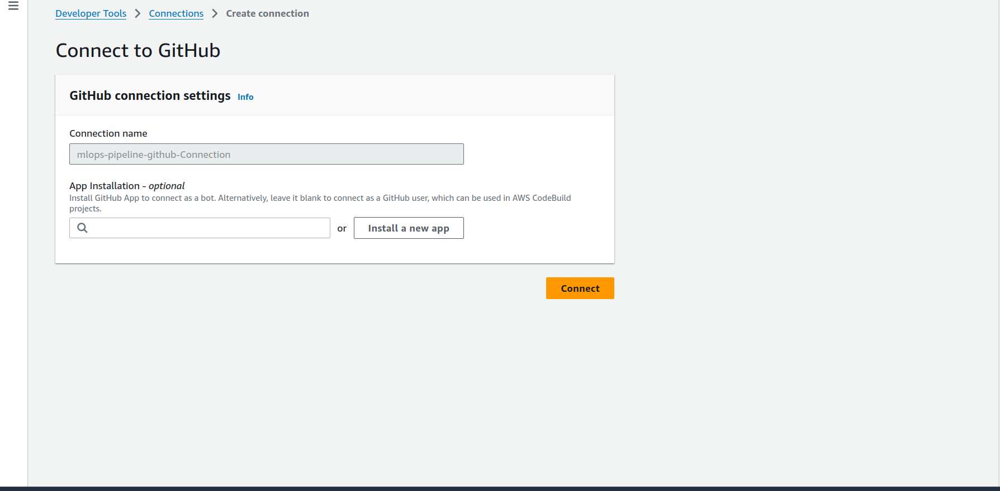 Developer Tools > Connections > Create connection
Connect to GitHub
GitHub connection settings Info
Connection name
mlops-pipeline-github-Connection
App Installation - optional
Install GitHub App to connect as a bot. Alternatively, leave it blank to connect as a GitHub user, which can be used in AWS CodeBuild
projects.
or Install a new app
Connect